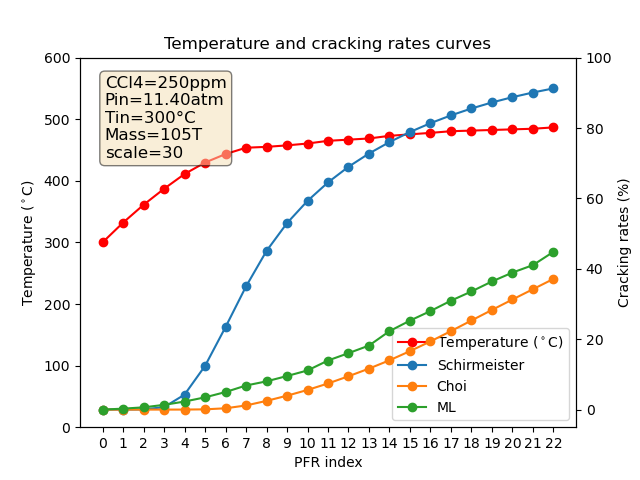 Temperature and cracking rates curves
CCl4=250ppm
Pin=11.40atm
Tin=300°C
Mass=105T
scale=30
Temperature (°C)
600
500
400
300
200
100
0
100
80
60
40
20
0
Cracking rates (%)
Temperature (°C)
Schirmeister
Choi
ML
0 1 2 3 4 5 6 7 8 9 10 11 12 13 14 15 16 17 18 19 20 21 22
PFR index